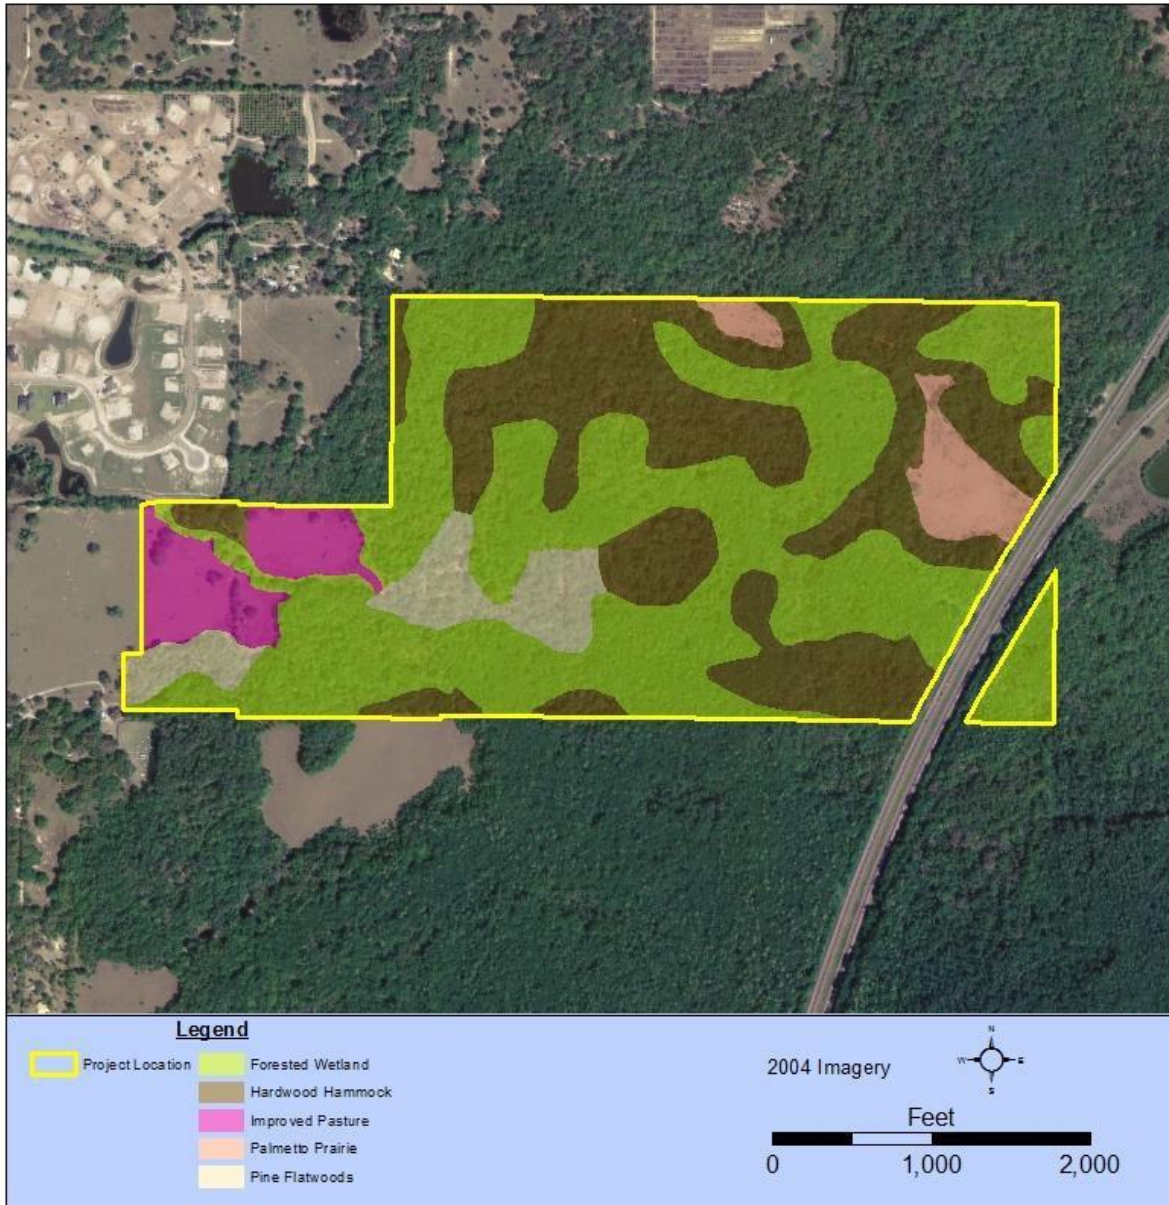 Legend
Project Location
Forested Wetland
Hardwood Hammock
Improved Pasture
Palmetto Prairie
Pine Flatwoods
2004 Imagery
N
W E
S
Feet
0 1,000 2,000